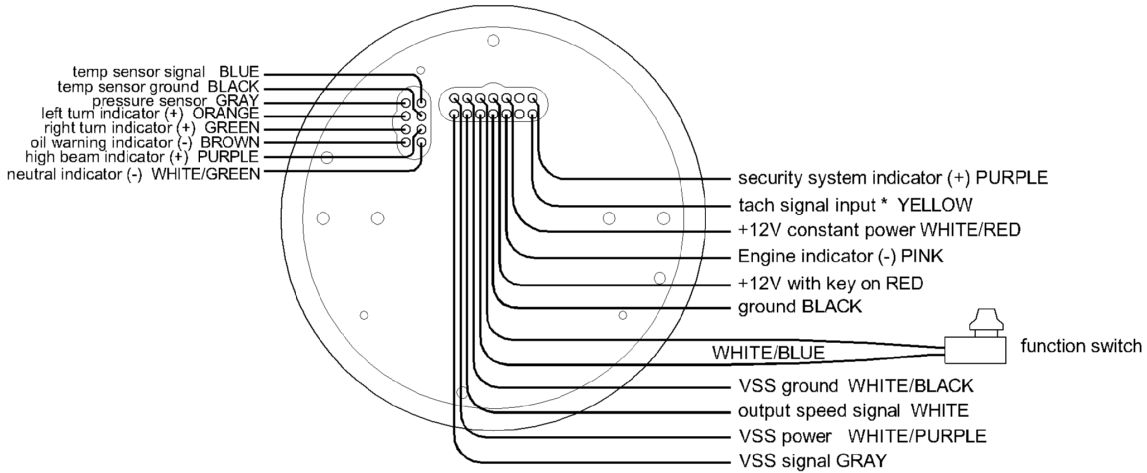 temp sensor signal BLUE
temp sensor ground BLACK
pressure sensor GRAY
left turn indicator (+) ORANGE
right turn indicator (+) GREEN
oil warning indicator (-) BROWN
high beam indicator (+) PURPLE
neutral indicator (-) WHITE/GREEN
security system indicator (+) PURPLE
tach signal input * YELLOW
+12V constant power WHITE/RED
Engine indicator (-) PINK
+12V with key on RED
ground BLACK
WHITE/BLUE
function switch
VSS ground WHITE/BLACK
output speed signal WHITE
VSS power WHITE/PURPLE
VSS signal GRAY